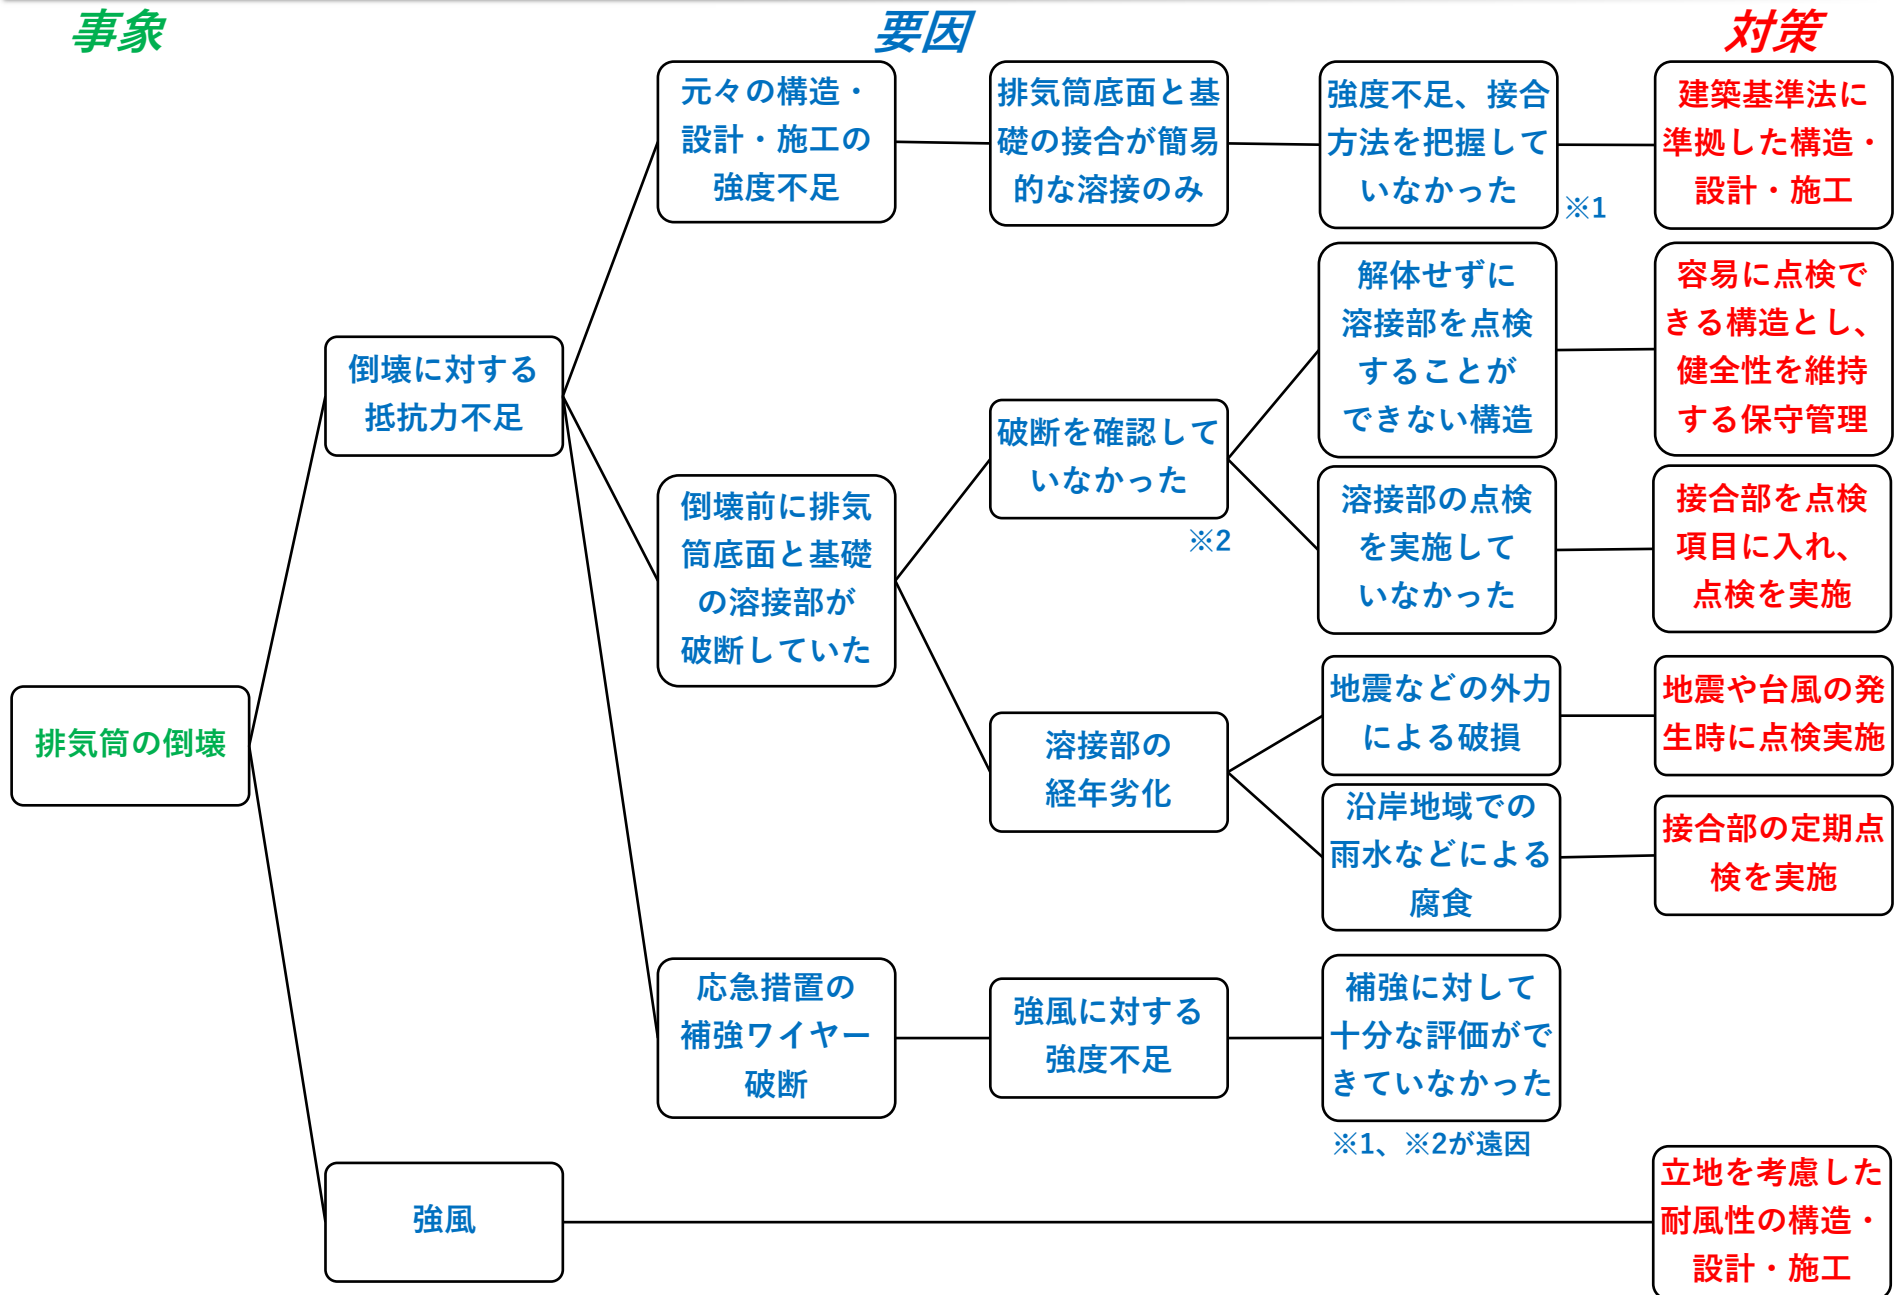 事象
要因
対策
元々の構造・
設計・施工の
強度不足
排気筒底面と基
礎の接合が簡易
的な溶接のみ
強度不足、接合
方法を把握して
いなかった
※1
建築基準法に
準拠した構造・
設計・施工
解体せずに
溶接部を点検
することが
できない構造
容易に点検で
きる構造とし、
健全性を維持
する保守管理
倒壊に対する
抵抗力不足
破断を確認して
いなかった
※2
溶接部の点検
を実施して
いなかった
接合部を点検
項目に入れ、
点検を実施
倒壊前に排気
筒底面と基礎
の溶接部が
破断していた
排気筒の倒壊
溶接部の
経年劣化
地震などの外力
による破損
地震や台風の発
生時に点検実施
沿岸地域での
雨水などによる
腐食
接合部の定期点
検を実施
応急措置の
補強ワイヤー
破断
強風に対する
強度不足
補強に対して
十分な評価がで
きていなかった
※1、※2が遠因
強風
立地を考慮した
耐風性の構造・
設計・施工